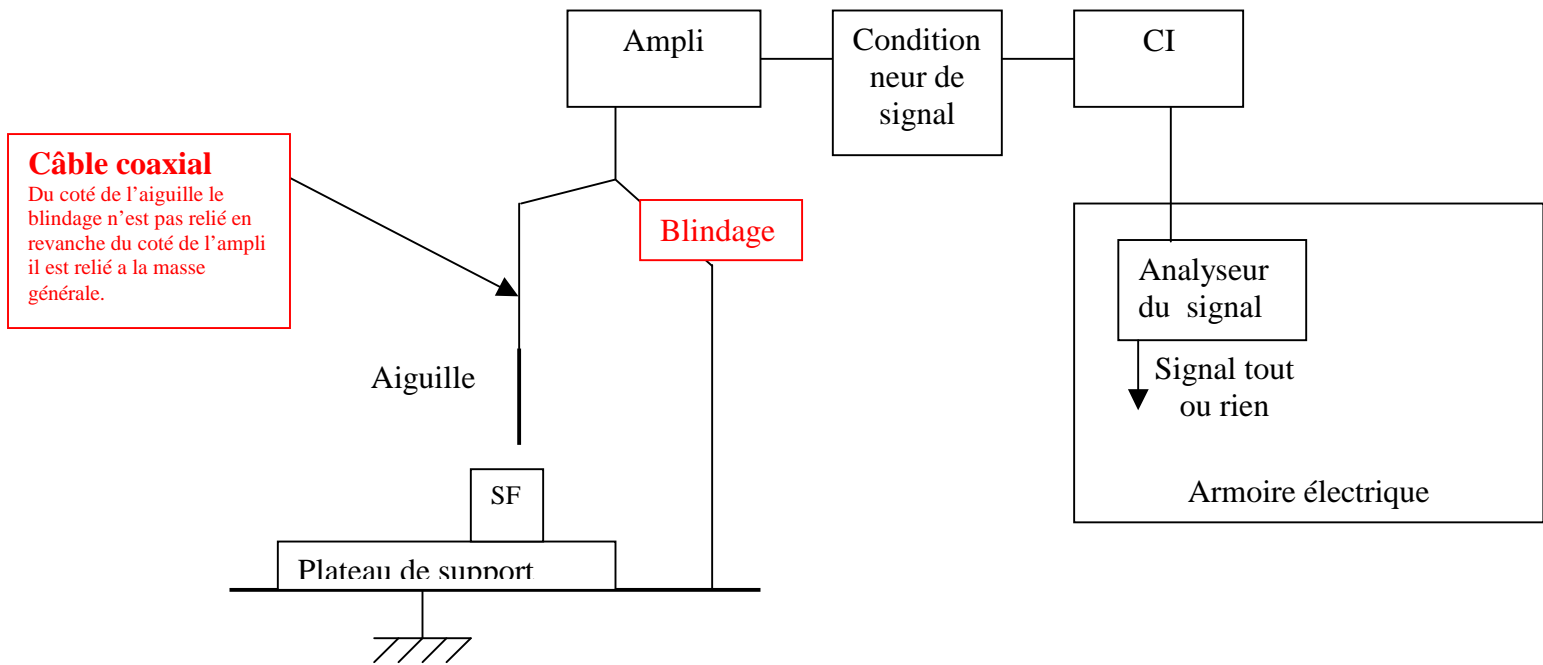 Ampli
Condition
neur de
signal
CI
Câble coaxial
Du coté de l’aiguille le
blindage n’est pas relié en
revanche du coté de l’ampli
il est relié a la masse
générale.
Blindage
Analyseur
du signal
Aiguille
Signal tout
ou rien
SF
Armoire électrique
Plateau de support